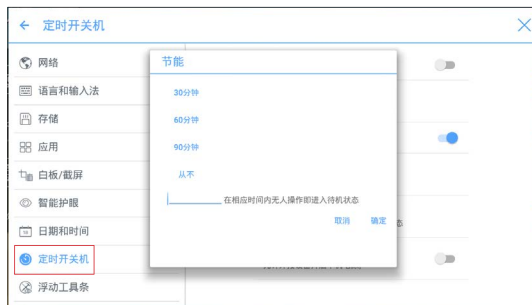 定时开关机
网络
语言和输入法
存储
应用
白板/截屏
智能护眼
日期和时间
定时开关机
浮动工具条
节能
30分钟
60分钟
90分钟
从不
在相应时间内无人操作即进入待机状态
取消 确定